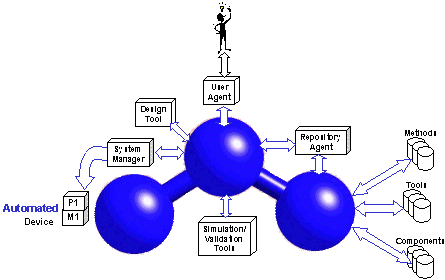 User
Agent
Design
Tool
Repository
Agent
Methods
System
Manager
Tools
P1
Automated
M1
Device
Simulation/
Validation
Tools
Components